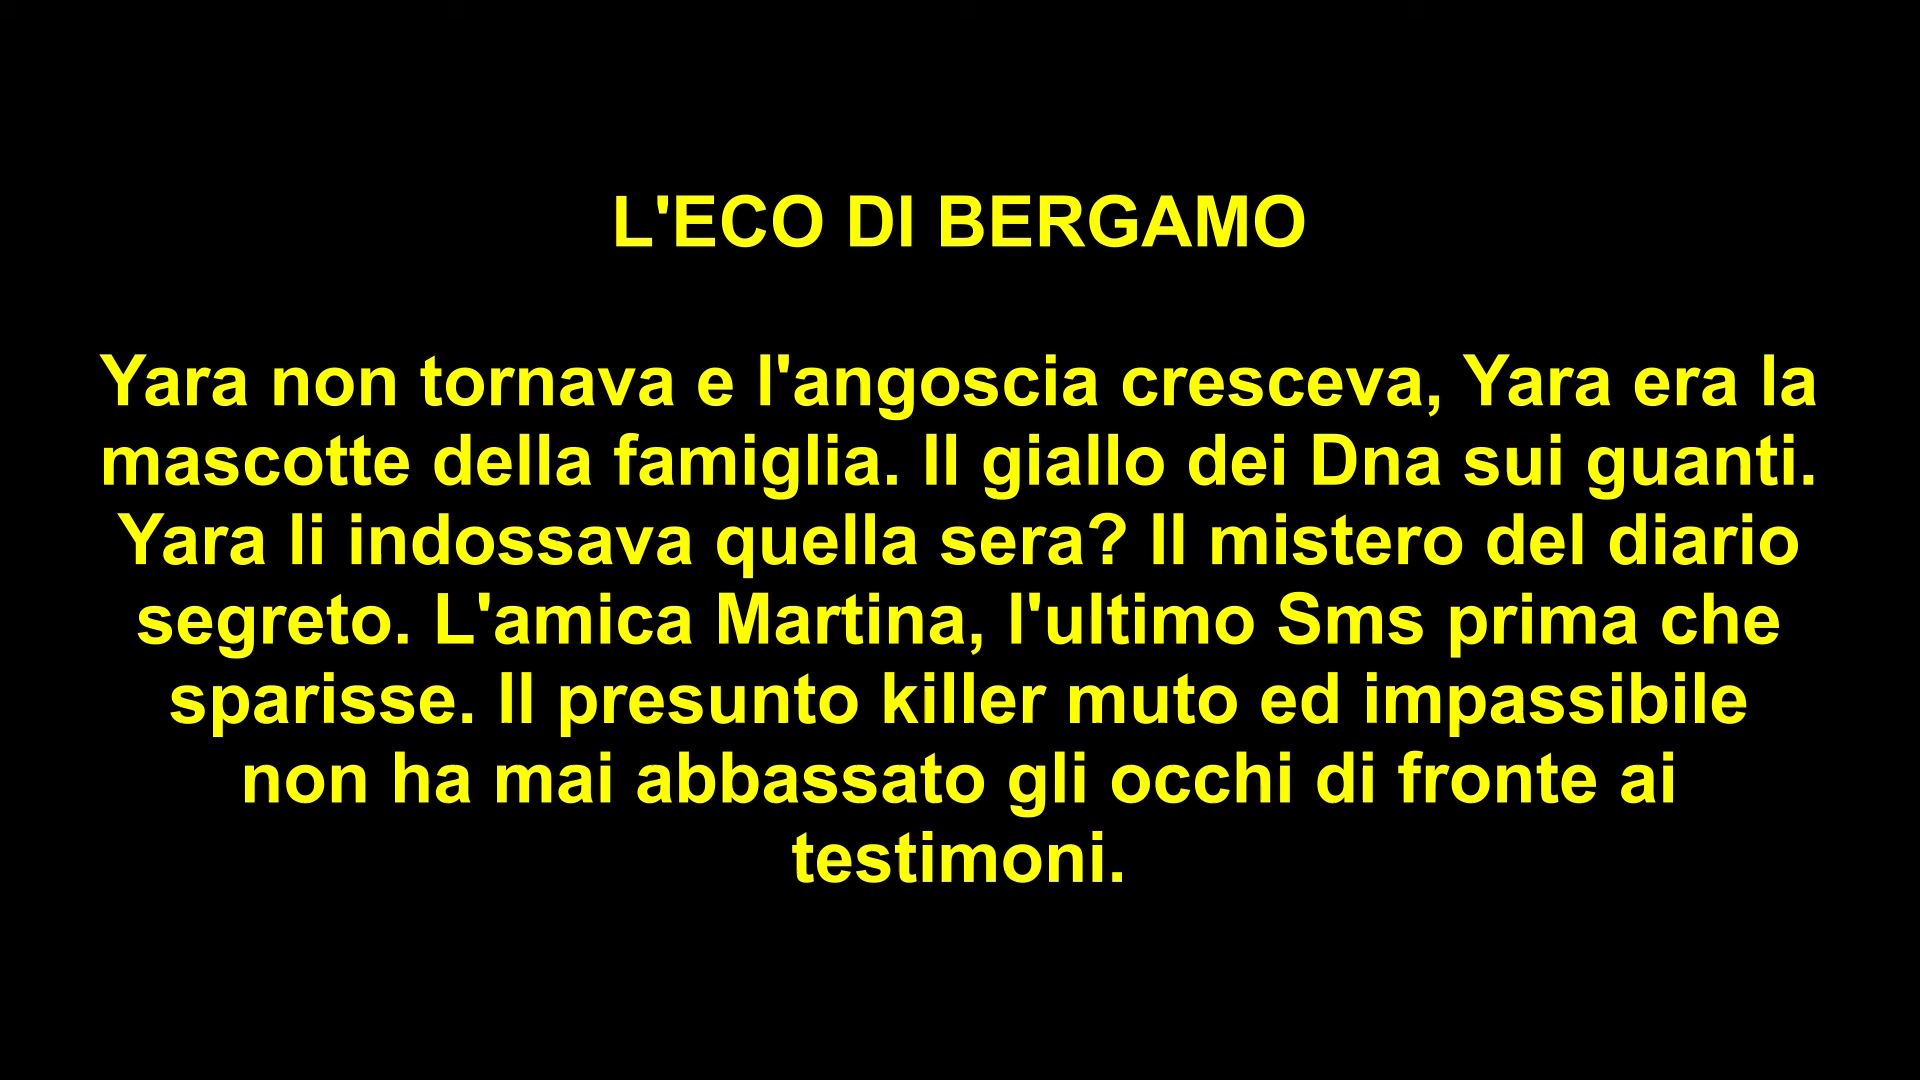 L'ECO DI BERGAMO
Yara non tornava e l'angoscia cresceva, Yara era la
mascotte della famiglia. Il giallo dei Dna sui guanti.
Yara li indossava quella sera? Il mistero del diario
segreto. L'amica Martina, l'ultimo Sms prima che
sparisse. Il presunto killer muto ed impassibile
non ha mai abbassato gli occhi di fronte ai
testimoni.